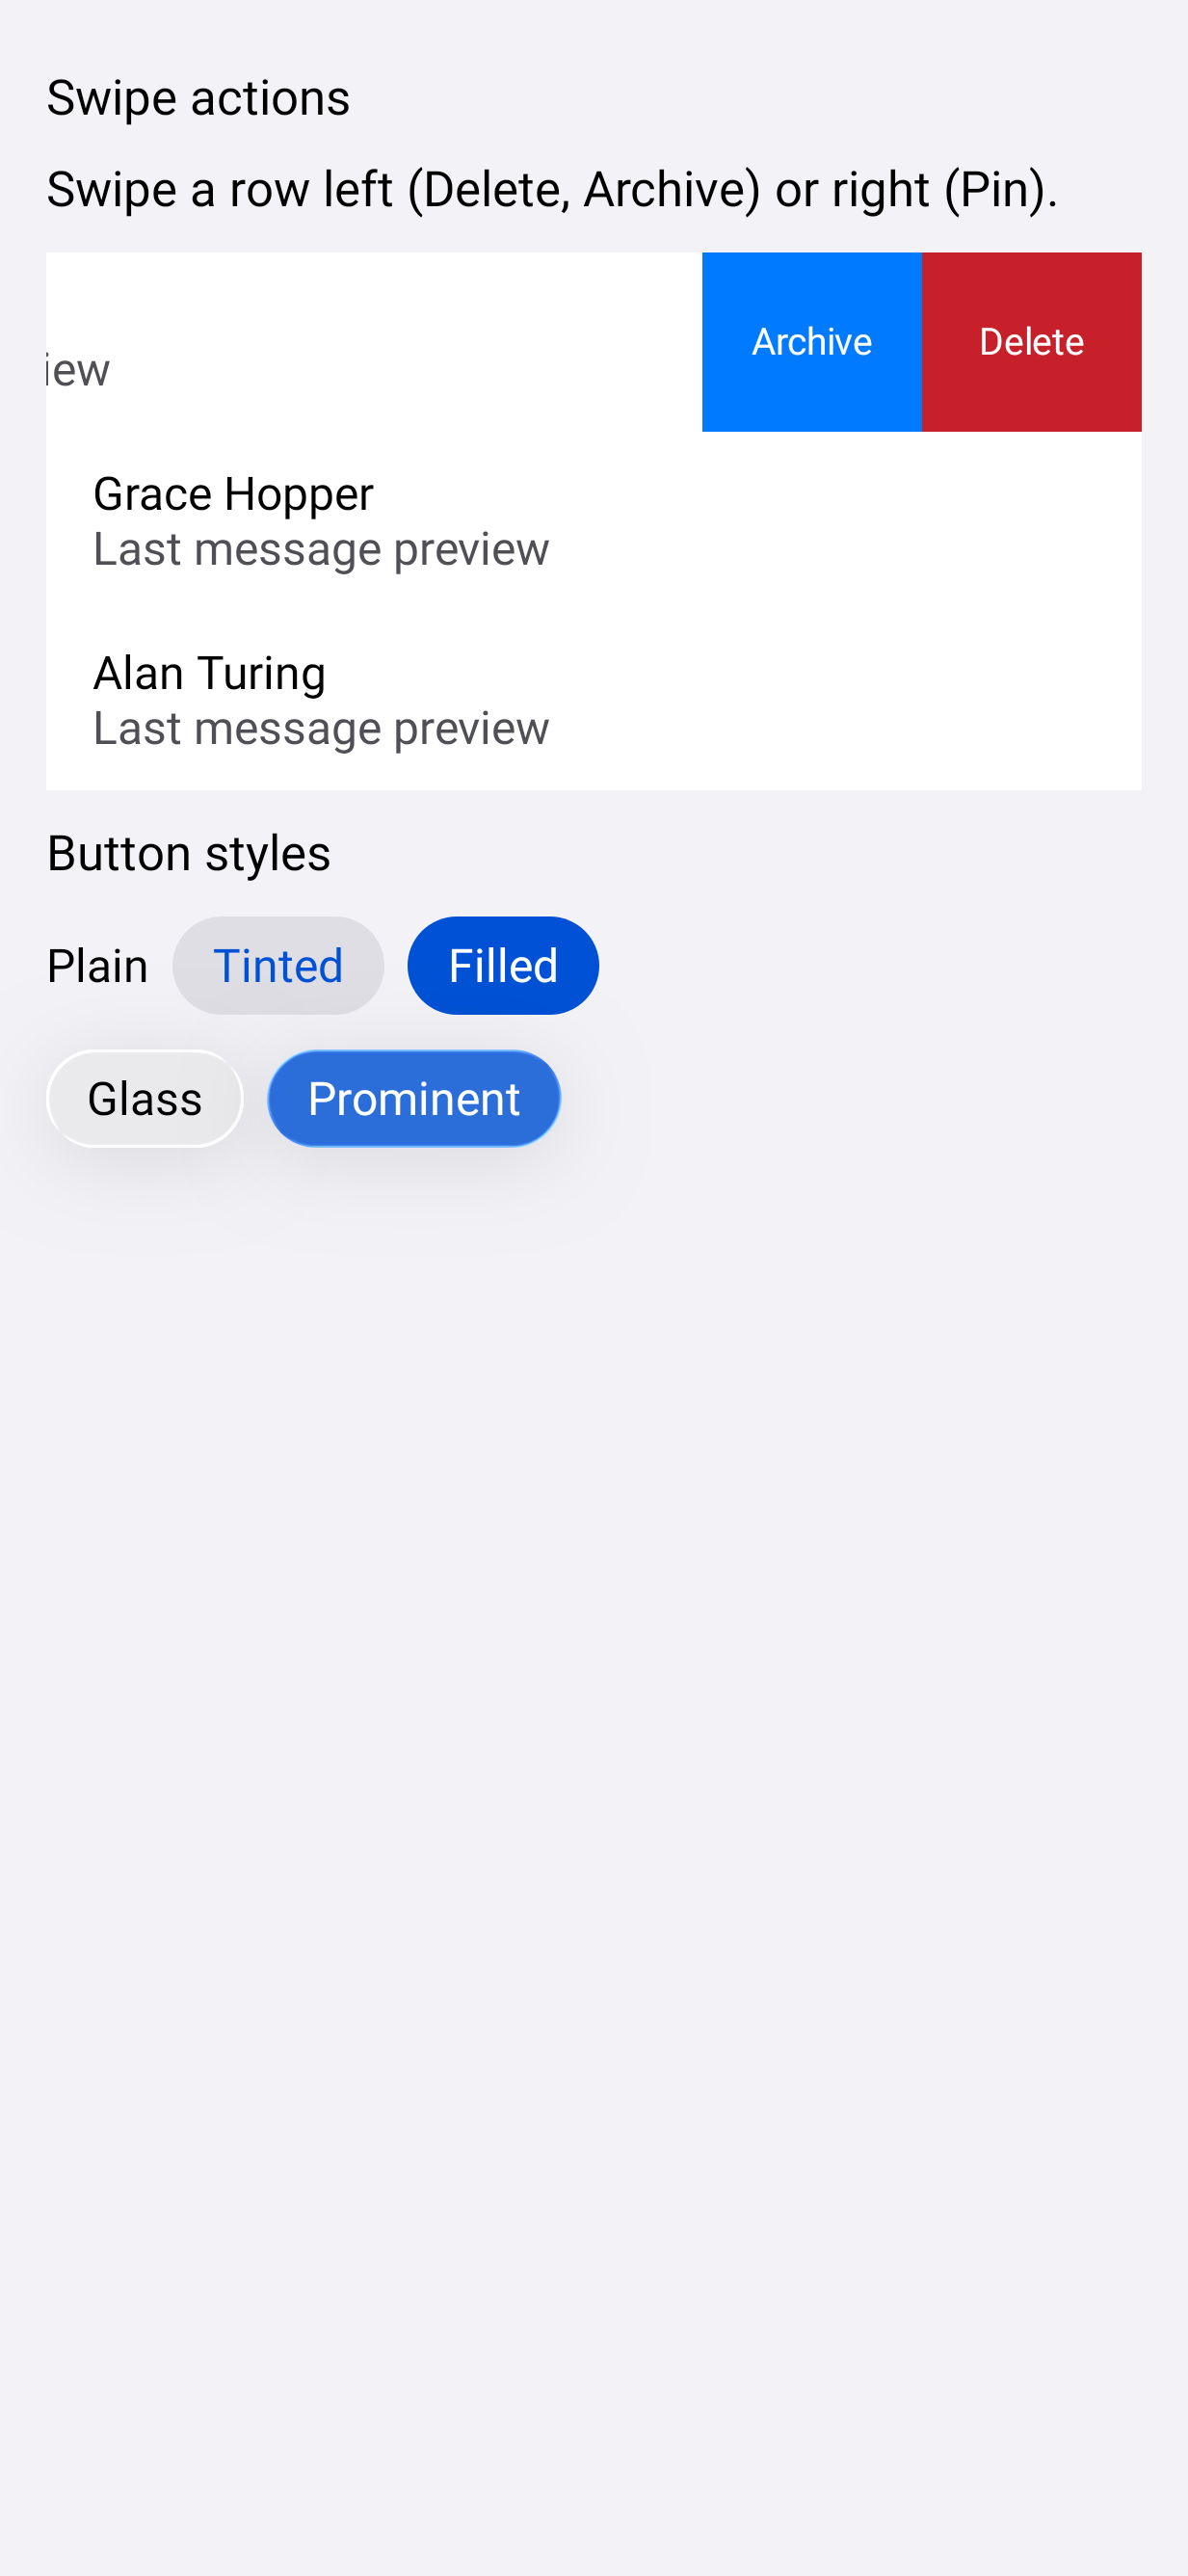 Swipe actions
Swipe a row left (Delete, Archive) or right (Pin).
iew
Archive
Delete
Grace Hopper
Last message preview
Alan Turing
Last message preview
Button styles
Plain
Tinted
Filled
Glass
Prominent